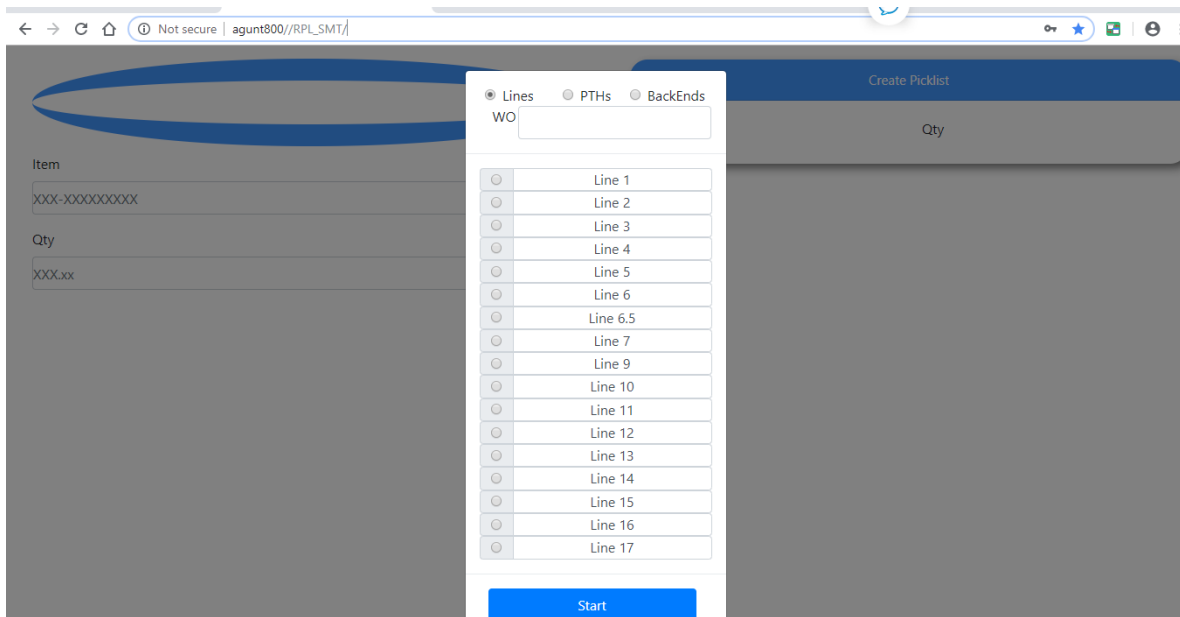 Not secure | agunt800//RPL_SMT/
Create Picklist
Qty
Item
XXX-XXXXXXXXX
Qty
XXX.xx
Lines PTHs BackEnds
WO
Line 1
Line 2
Line 3
Line 4
Line 5
Line 6
Line 6.5
Line 7
Line 9
Line 10
Line 11
Line 12
Line 13
Line 14
Line 15
Line 16
Line 17
Start